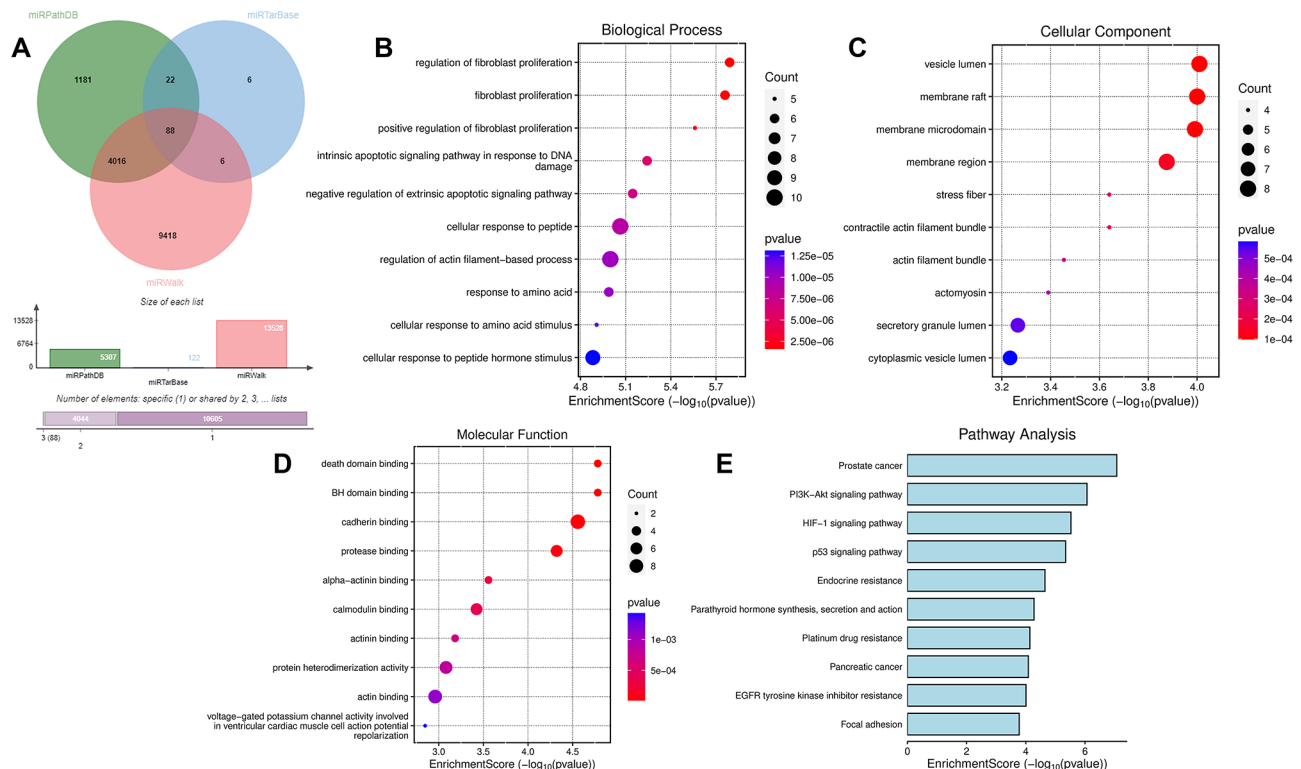 A
miRPathDB
miRTarBase
1181
22
6
88
4016
6
9418
miRWalk
Size of each list
13528
6764
0
5307
122
13528
miRPathDB
miRTarBase
miRWalk
Number of elements: specific (1) or shared by 2, 3, ... lists
4044
10605
3 (88)
2
1
B
Biological Process
regulation of fibroblast proliferation
fibroblast proliferation
positive regulation of fibroblast proliferation
intrinsic apoptotic signaling pathway in response to DNA
damage
negative regulation of extrinsic apoptotic signaling pathway
cellular response to peptide
regulation of actin filament−based process
response to amino acid
cellular response to amino acid stimulus
cellular response to peptide hormone stimulus
4.8
5.1
5.4
5.7
EnrichmentScore (−log10(pvalue))
Count
5
6
7
8
9
10
pvalue
1.25e−05
1.00e−05
7.50e−06
5.00e−06
2.50e−06
C
Cellular Component
vesicle lumen
membrane raft
membrane microdomain
membrane region
stress fiber
contractile actin filament bundle
actin filament bundle
actomyosin
secretory granule lumen
cytoplasmic vesicle lumen
3.2
3.4
3.6
3.8
4.0
EnrichmentScore (−log10(pvalue))
Count
4
5
6
7
8
pvalue
5e−04
4e−04
3e−04
2e−04
1e−04
D
Molecular Function
death domain binding
BH domain binding
cadherin binding
protease binding
alpha−actinin binding
calmodulin binding
actinin binding
protein heterodimerization activity
actin binding
voltage−gated potassium channel activity involved
in ventricular cardiac muscle cell action potential
repolarization
3.0
3.5
4.0
4.5
EnrichmentScore (−log10(pvalue))
Count
2
4
6
8
pvalue
1e−03
5e−04
E
Pathway Analysis
Prostate cancer
PI3K−Akt signaling pathway
HIF−1 signaling pathway
p53 signaling pathway
Endocrine resistance
Parathyroid hormone synthesis, secretion and action
Platinum drug resistance
Pancreatic cancer
EGFR tyrosine kinase inhibitor resistance
Focal adhesion
0
2
4
6
EnrichmentScore (−log10(pvalue))